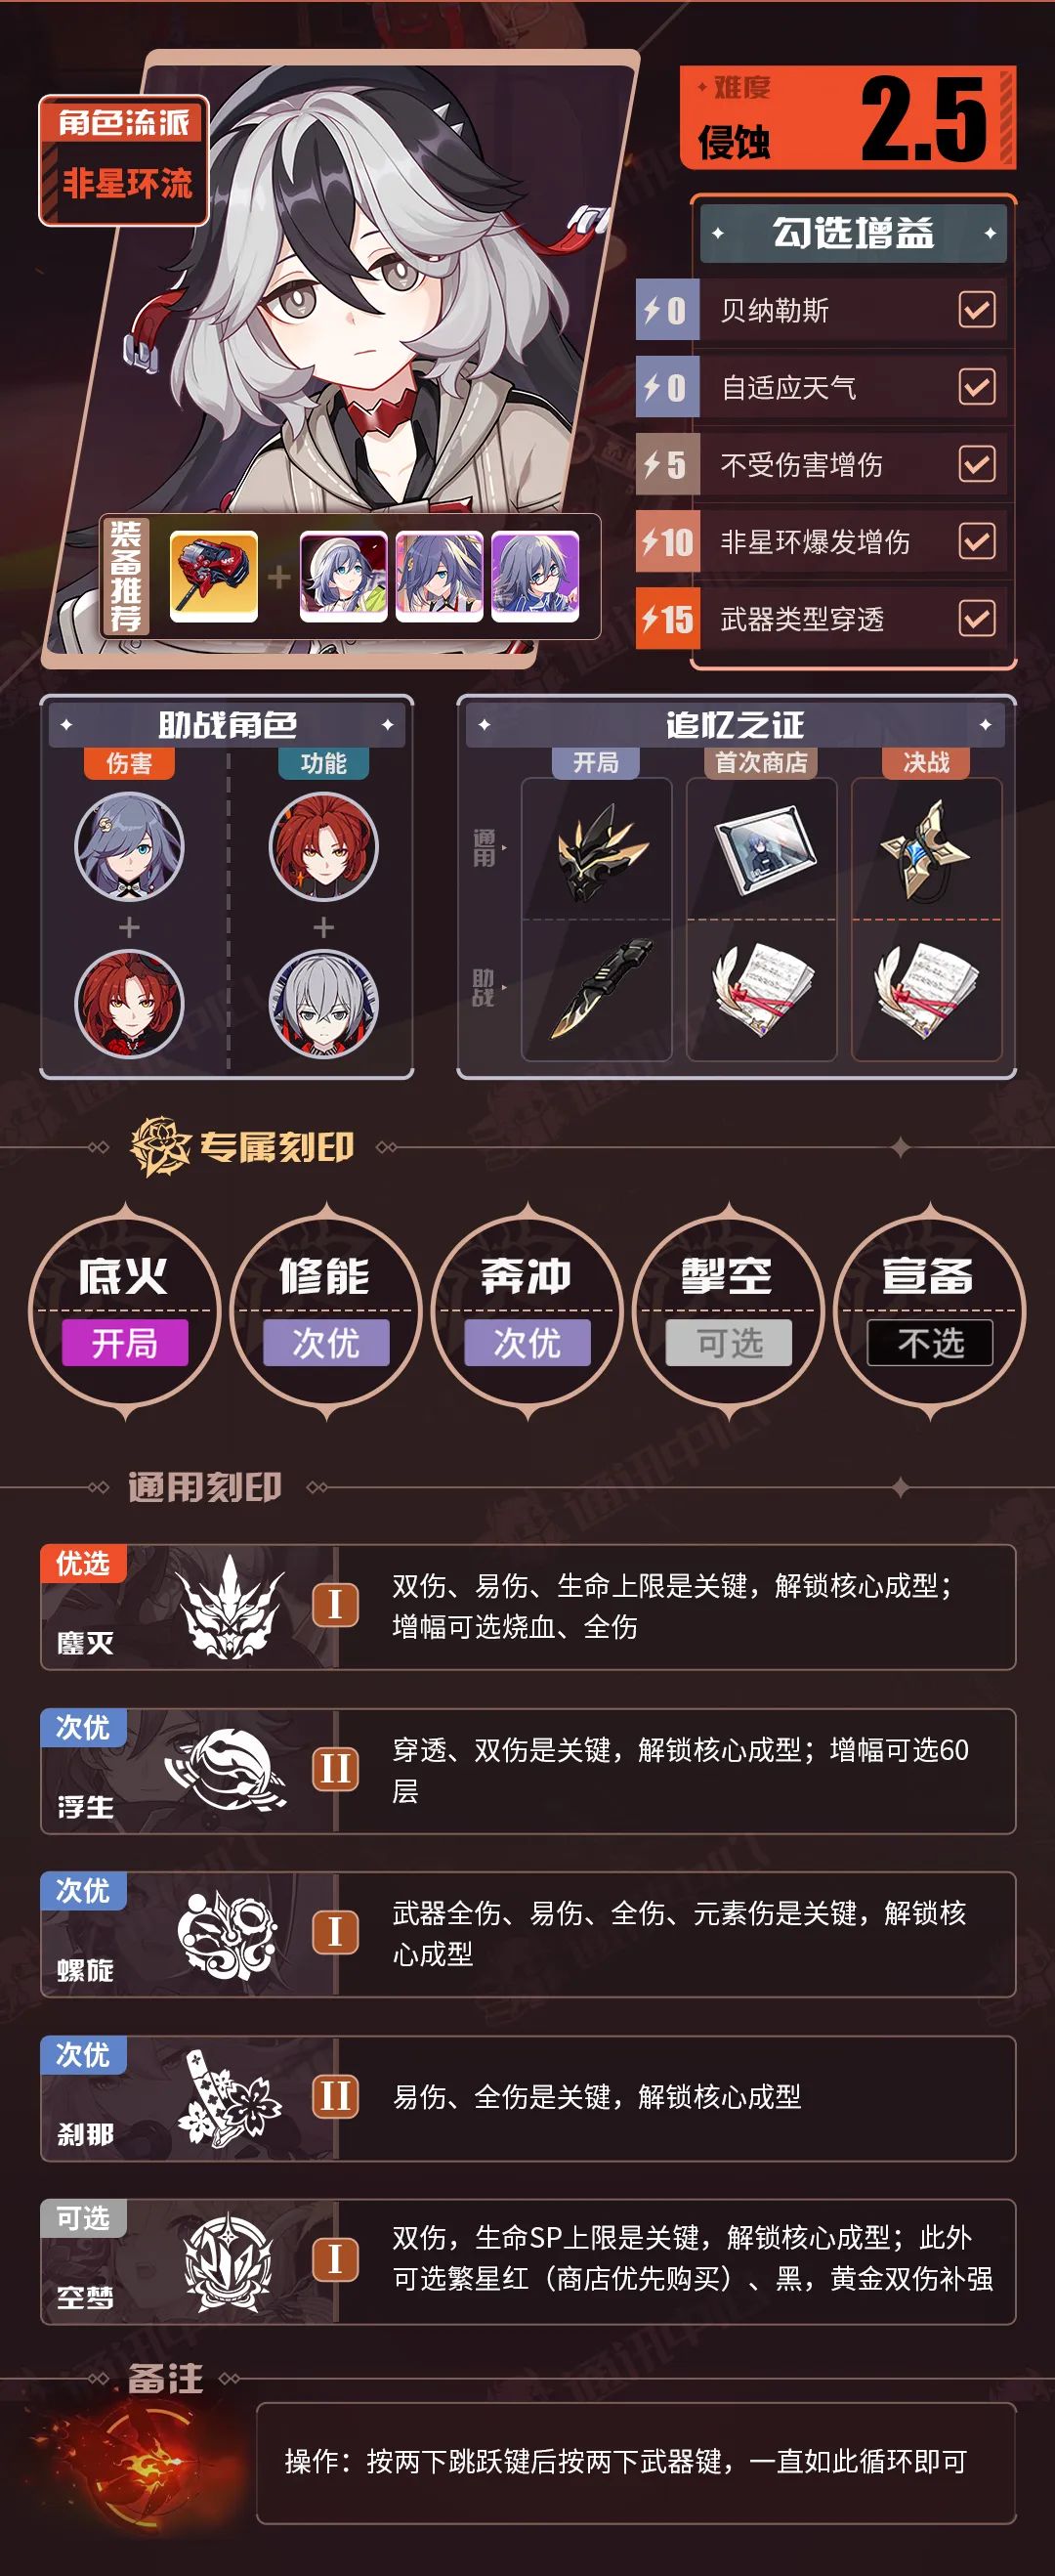 角色流派
非星环流
难度
侵蚀
2.5
勾选增益
0 贝纳勒斯
0 自适应天气
5 不受伤害增伤
10 非星环爆发增伤
15 武器类型穿透
装备推荐
助战角色
伤害
功能
追忆之证
开局
首次商店
决战
通用
助战
专属刻印
底火
开局
修能
次优
奔冲
次优
掣空
可选
宣备
不选
通用刻印
优选
鏖灭
I
双伤、易伤、生命上限是关键，解锁核心成型；
增幅可选烧血、全伤
次优
浮生
II
穿透、双伤是关键，解锁核心成型；增幅可选60
层
次优
螺旋
I
武器全伤、易伤、全伤、元素伤是关键，解锁核
心成型
次优
刹那
II
易伤、全伤是关键，解锁核心成型
可选
空梦
I
双伤，生命SP上限是关键，解锁核心成型；此外
可选繁星红（商店优先购买）、黑，黄金双伤补强
备注
操作：按两下跳跃键后按两下武器键，一直如此循环即可